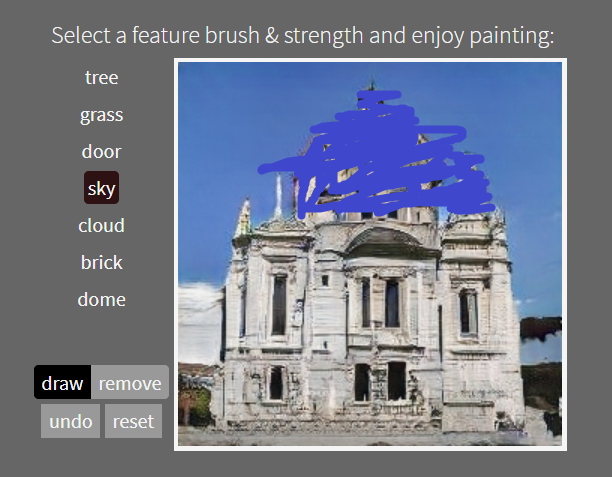 Select a feature brush & strength and enjoy painting:
tree
grass
door
sky
cloud
brick
dome
draw remove
undo reset